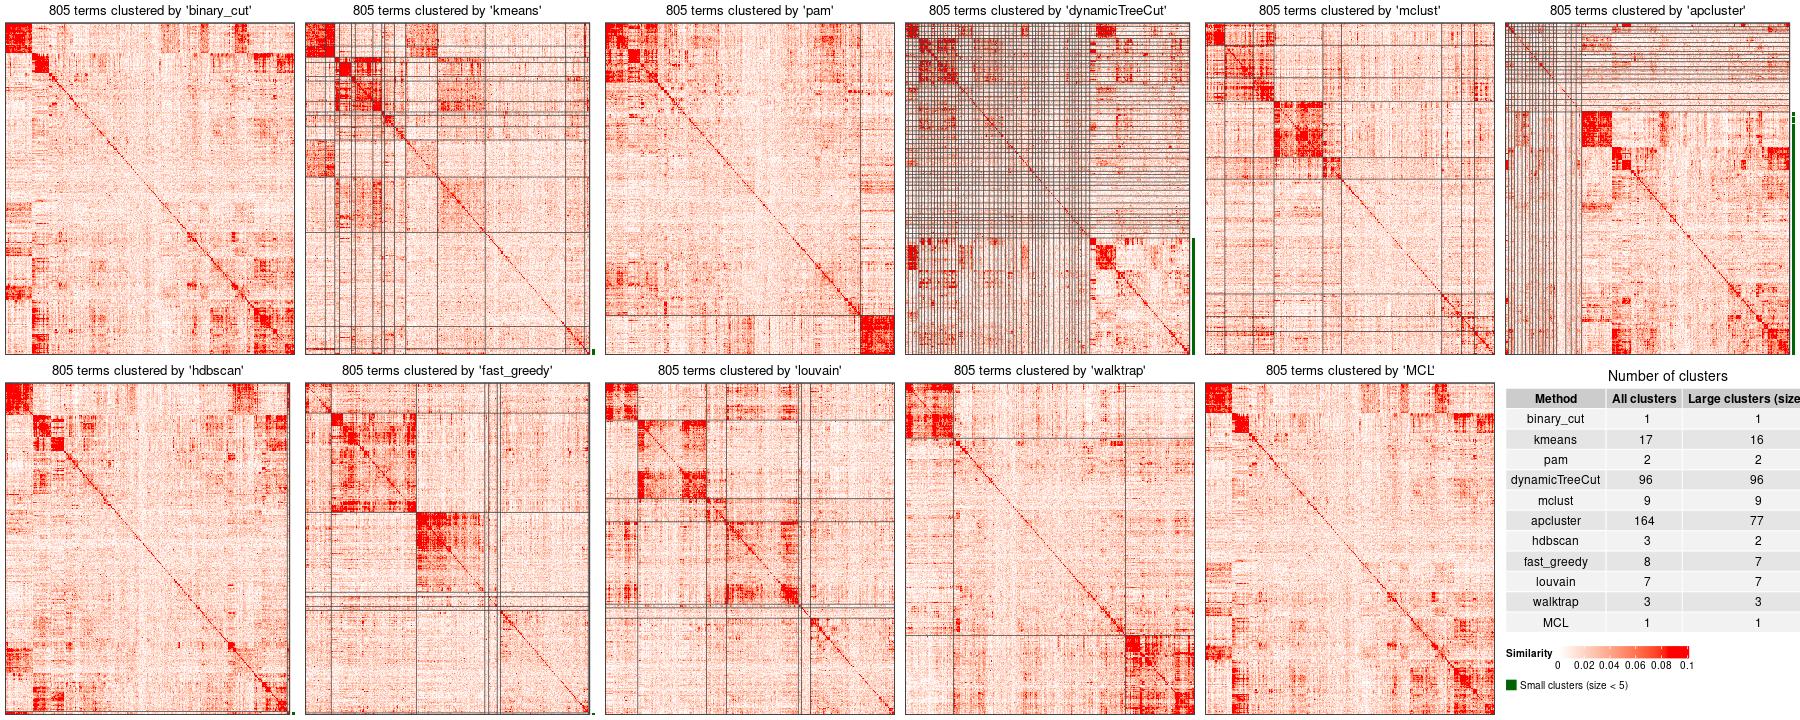 805 terms clustered by 'binary_cut'
805 terms clustered by 'kmeans'
805 terms clustered by 'pam'
805 terms clustered by 'dynamicTreeCut'
805 terms clustered by 'mclust'
805 terms clustered by 'apcluster'
805 terms clustered by 'hdbscan'
805 terms clustered by 'fast_greedy'
805 terms clustered by 'louvain'
805 terms clustered by 'walktrap'
805 terms clustered by 'MCL'
Number of clusters
Method All clusters Large clusters (size
binary_cut 1 1
kmeans 17 16
pam 2 2
dynamicTreeCut 96 96
mclust 9 9
apcluster 164 77
hdbscan 3 2
fast_greedy 8 7
louvain 7 7
walktrap 3 3
MCL 1 1
Similarity
0 0.02 0.04 0.06 0.08 0.1
Small clusters (size < 5)